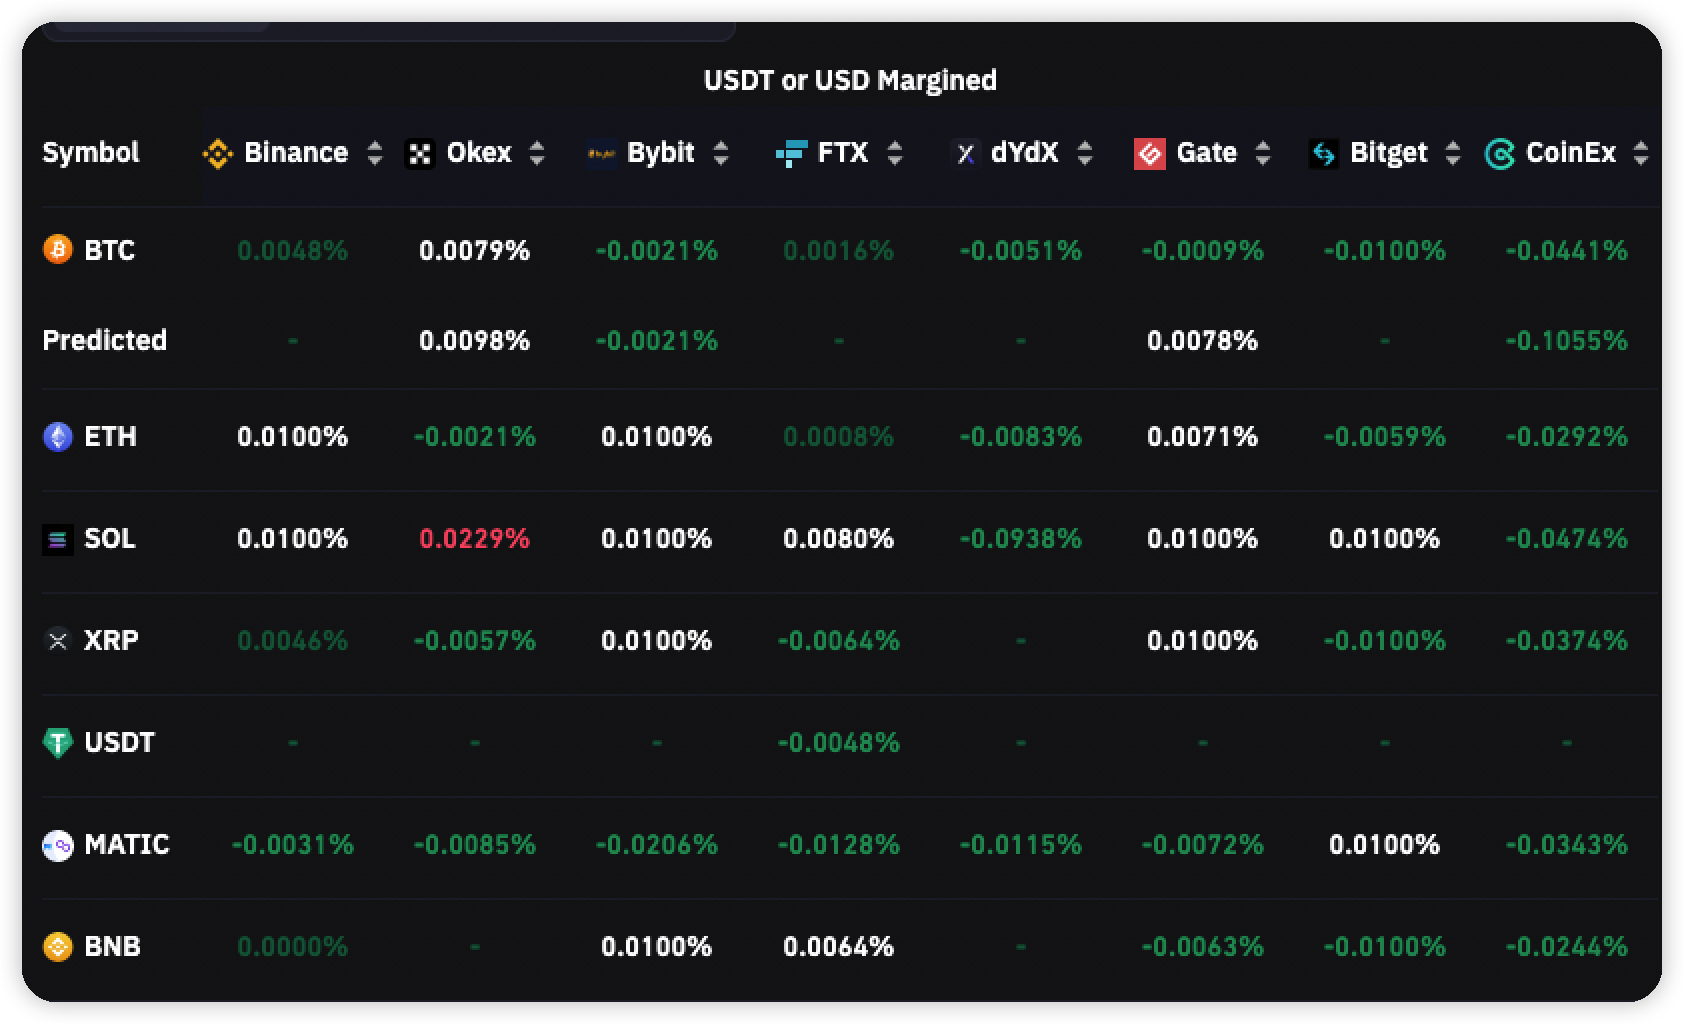 USDT or USD Margined
Symbol Binance Okex Bybit FTX dYdX Gate Bitget CoinEx
BTC 0.0048% 0.0079% -0.0021% 0.0016% -0.0051% -0.0009% -0.0100% -0.0441%
Predicted - 0.0098% -0.0021% - - 0.0078% - -0.1055%
ETH 0.0100% -0.0021% 0.0100% 0.0008% -0.0083% 0.0071% -0.0059% -0.0292%
SOL 0.0100% 0.0229% 0.0100% 0.0080% -0.0938% 0.0100% 0.0100% -0.0474%
XRP 0.0046% -0.0057% 0.0100% -0.0064% - 0.0100% -0.0100% -0.0374%
USDT - - - -0.0048% - - - -
MATIC -0.0031% -0.0085% -0.0206% -0.0128% -0.0115% -0.0072% 0.0100% -0.0343%
BNB 0.0000% - 0.0100% 0.0064% - -0.0063% -0.0100% -0.0244%